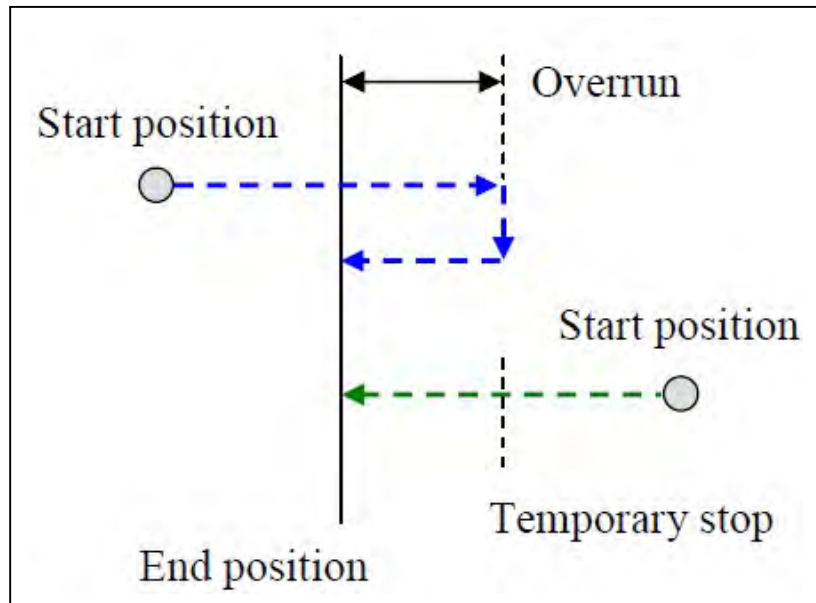 Overrun
Start position
Start position
Temporary stop
End position